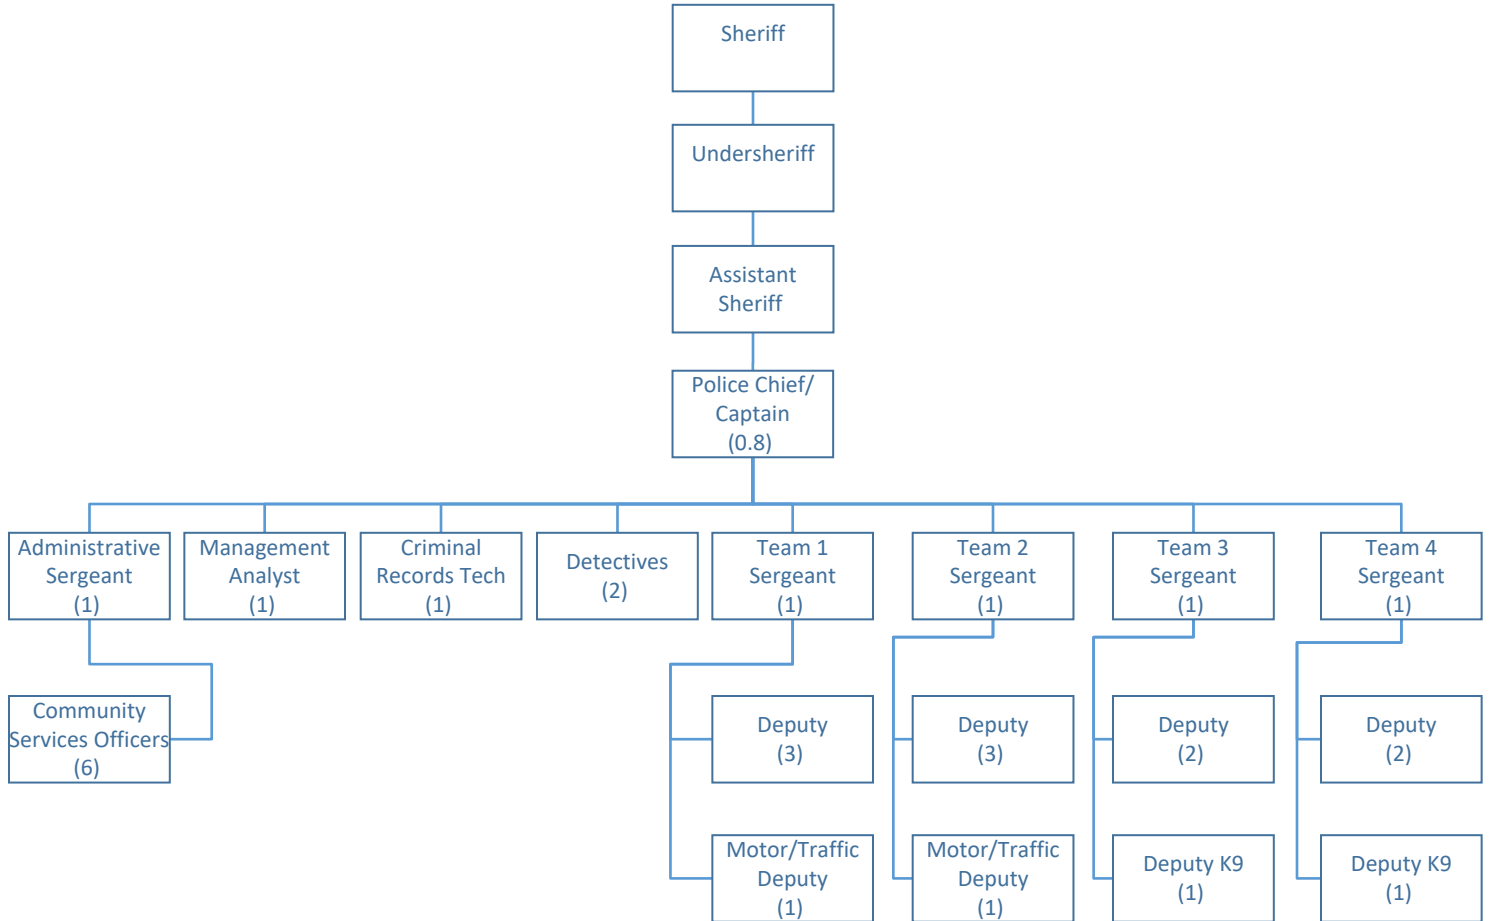 Sheriff
Undersheriff
Assistant
Sheriff
Police Chief/
Captain
(0.8)
Administrative
Sergeant
(1)
Management
Analyst
(1)
Criminal
Records Tech
(1)
Detectives
(2)
Team 1
Sergeant
(1)
Team 2
Sergeant
(1)
Team 3
Sergeant
(1)
Team 4
Sergeant
(1)
Community
Services Officers
(6)
Deputy
(3)
Deputy
(3)
Deputy
(2)
Deputy
(2)
Motor/Traffic
Deputy
(1)
Motor/Traffic
Deputy
(1)
Deputy K9
(1)
Deputy K9
(1)